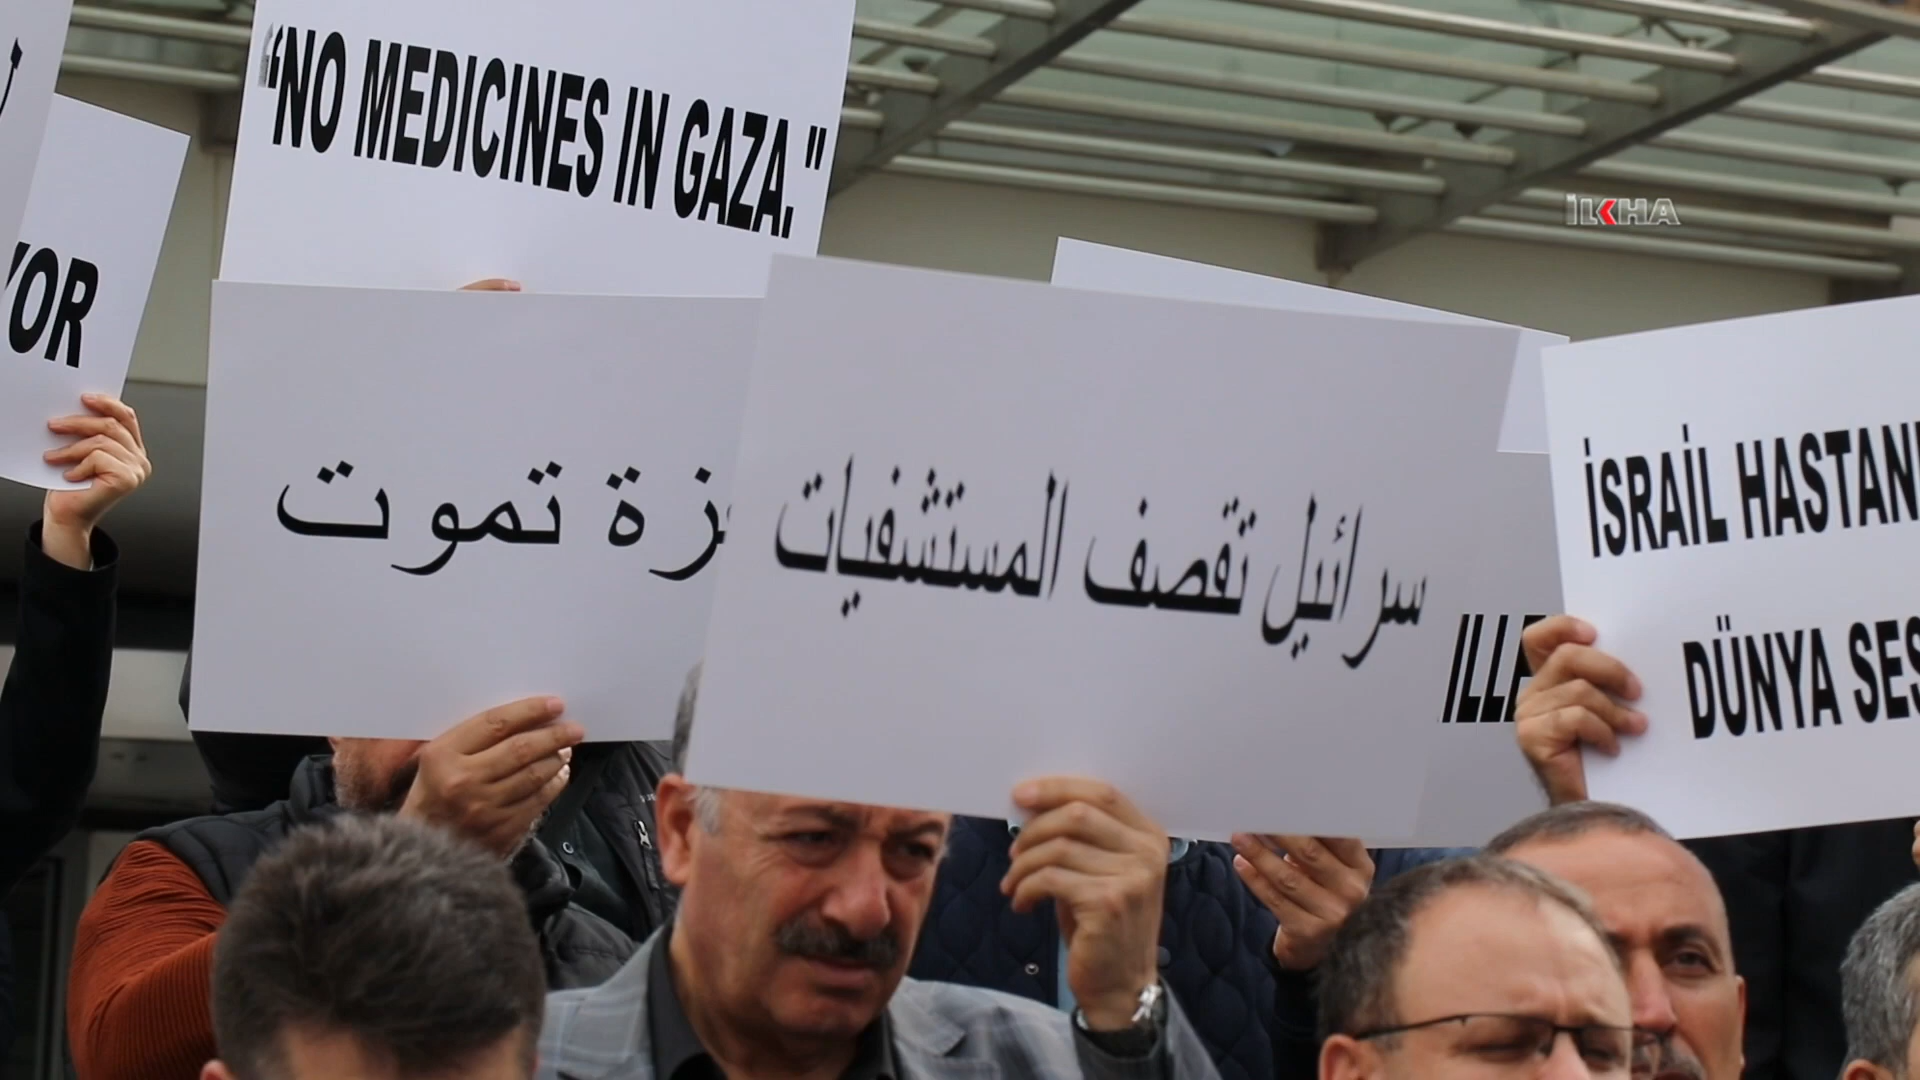 "NO MEDICINES IN GAZA."
İLKHA
YOR
زة تموت
سرائيل تقصف المستشفيات
ILLE
İSRAİL HASTAN
DÜNYA SES